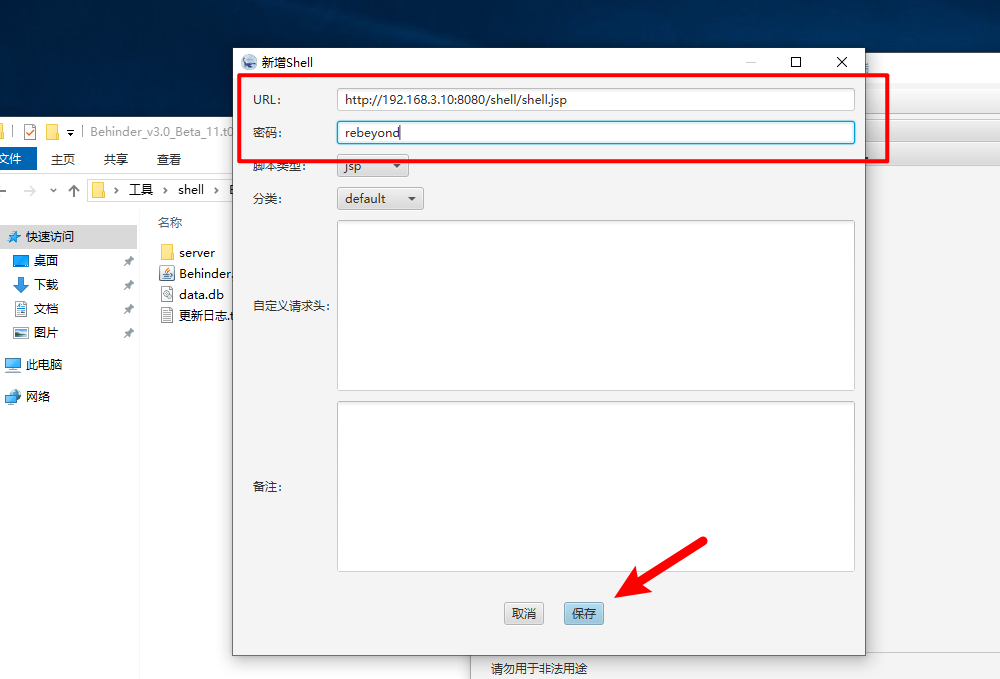 新增Shell
URL: http://192.168.3.10:8080/shell/shell.jsp
密码: rebeyond
脚本类型: jsp
分类: default
自定义请求头:
备注:
取消 保存
Behinder_v3.0_Beta_11.t0
文件 主页 共享 查看
工具 shell
名称
快速访问
桌面
下载
文档
图片
此电脑
网络
server
Behinder.
data.db
更新日志.t
请勿用于非法用途